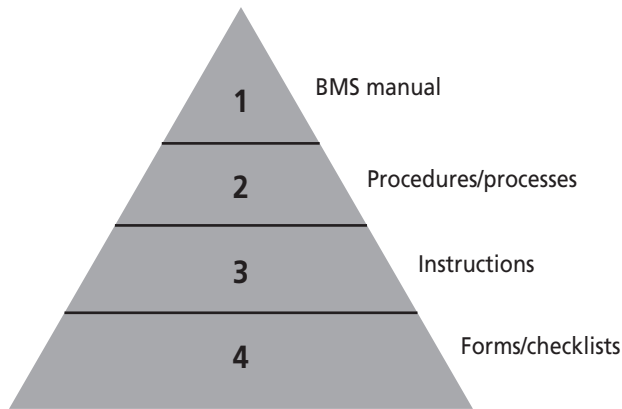 1
BMS manual
2
Procedures/processes
3
Instructions
4
Forms/checklists